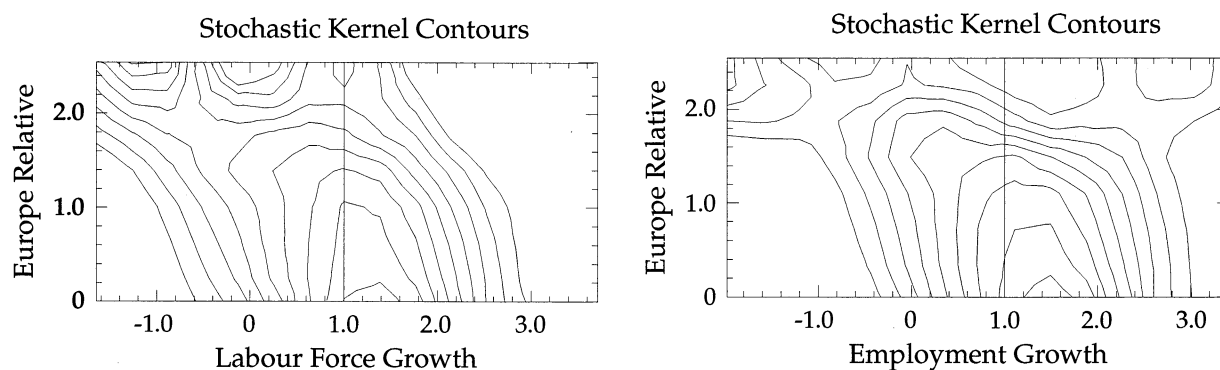 Stochastic Kernel Contours
Europe Relative
2.0
1.0
0
-1.0 0 1.0 2.0 3.0
Labour Force Growth
Stochastic Kernel Contours
Europe Relative
2.0
1.0
0
-1.0 0 1.0 2.0 3.0
Employment Growth